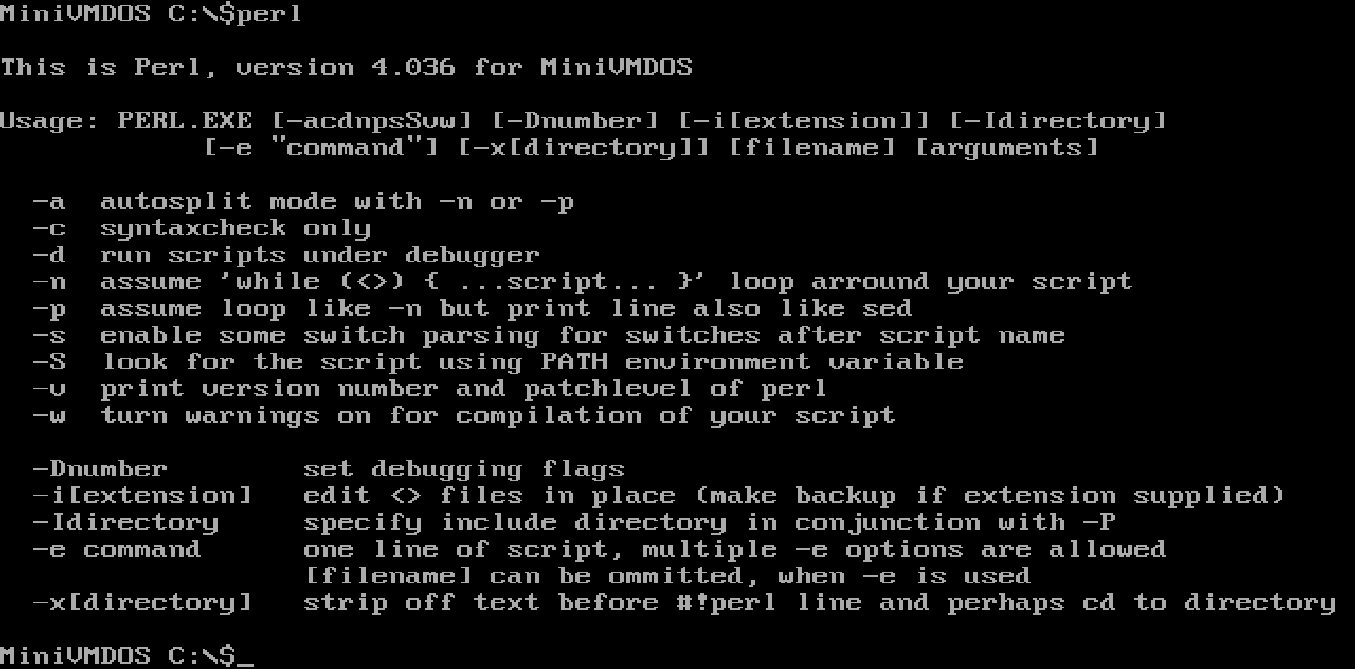 MiniVMDOS C:\$perl
This is Perl, version 4.036 for MiniVMDOS
Usage: PERL.EXE [-acdnpsSvw] [-Dnumber] [-i[extension]] [-Idirectory]
[-e "command"] [-x[directory]] [filename] [arguments]
-a  autosplit mode with -n or -p
-c  syntaxcheck only
-d  run scripts under debugger
-n  assume 'while (<>) { ...script... }' loop arround your script
-p  assume loop like -n but print line also like sed
-s  enable some switch parsing for switches after script name
-S  look for the script using PATH environment variable
-v  print version number and patchlevel of perl
-w  turn warnings on for compilation of your script
-Dnumber        set debugging flags
-i[extension]   edit <> files in place (make backup if extension supplied)
-Idirectory     specify include directory in conjunction with -P
-e command      one line of script, multiple -e options are allowed
[filename] can be ommitted, when -e is used
-x[directory]   strip off text before #!perl line and perhaps cd to directory
MiniVMDOS C:\$_